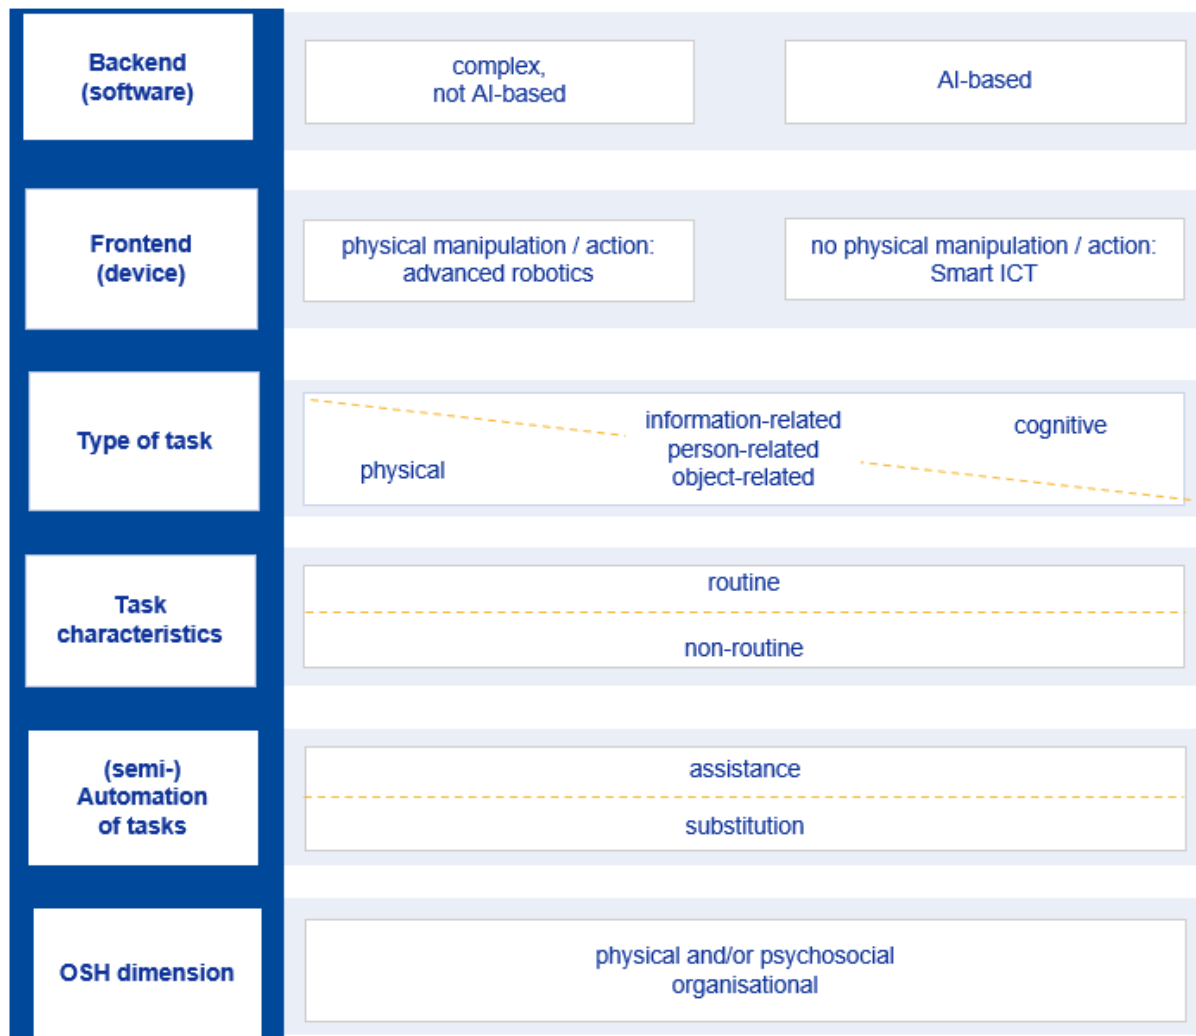 Backend
(software)
complex,
not AI-based
AI-based
Frontend
(device)
physical manipulation / action:
advanced robotics
no physical manipulation / action:
Smart ICT
Type of task
physical
information-related
person-related
object-related
cognitive
Task
characteristics
routine
non-routine
(semi-)
Automation
of tasks
assistance
substitution
OSH dimension
physical and/or psychosocial
organisational